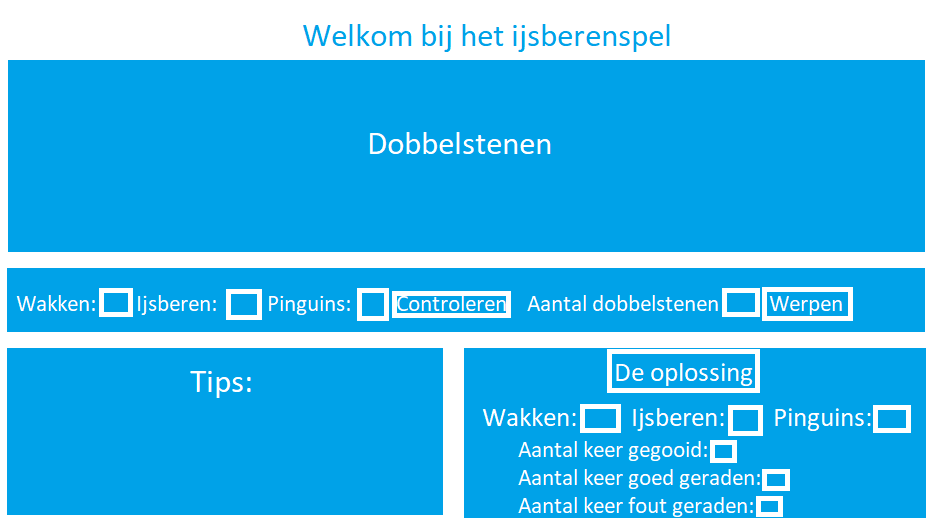 Welkom bij het ijsberenspel
Dobbelstenen
Wakken: Ijsberen: Pinguins: Controleren Aantal dobbelstenen Werpen
Tips:
De oplossing
Wakken: Ijsberen: Pinguins:
Aantal keer gegooid:
Aantal keer goed geraden:
Aantal keer fout geraden: